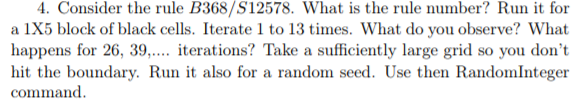 4. Consider the rule B368/S12578. What is the rule number? Run it for
a 1X5 block of black cells. Iterate 1 to 13 times. What do you observe? What
happens for 26, 39,.... iterations? Take a sufficiently large grid so you don't
hit the boundary. Run it also for a random seed. Use then RandomInteger
command.